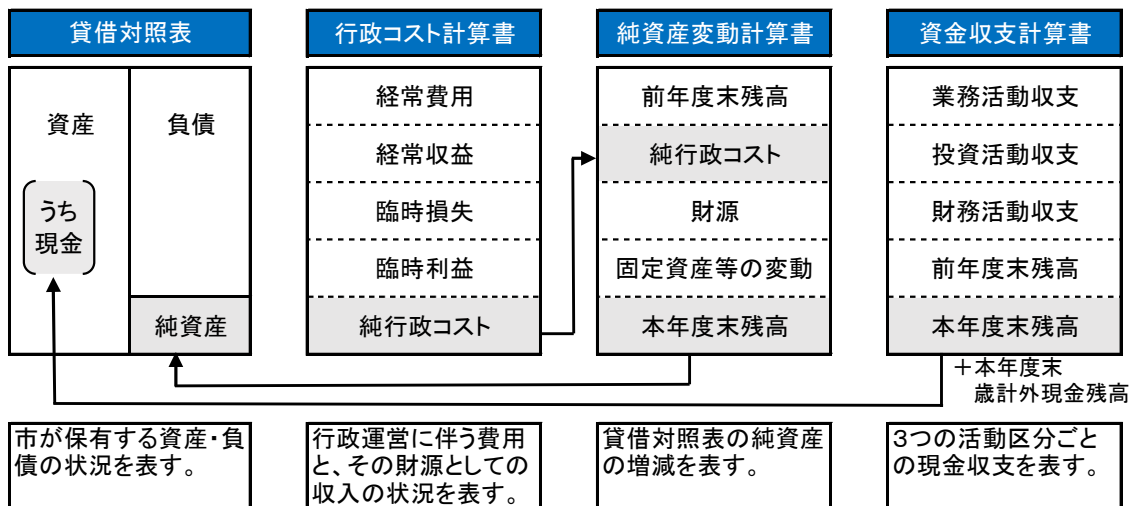 貸借対照表
資産
負債
うち
現金
純資産
市が保有する資産・負
債の状況を表す。
行政コスト計算書
経常費用
経常収益
臨時損失
臨時利益
純行政コスト
行政運営に伴う費用
と、その財源としての
収入の状況を表す。
純資産変動計算書
前年度末残高
純行政コスト
財源
固定資産等の変動
本年度末残高
貸借対照表の純資産
の増減を表す。
資金収支計算書
業務活動収支
投資活動収支
財務活動収支
前年度末残高
本年度末残高
＋本年度末
歳計外現金残高
3つの活動区分ごと
の現金収支を表す。